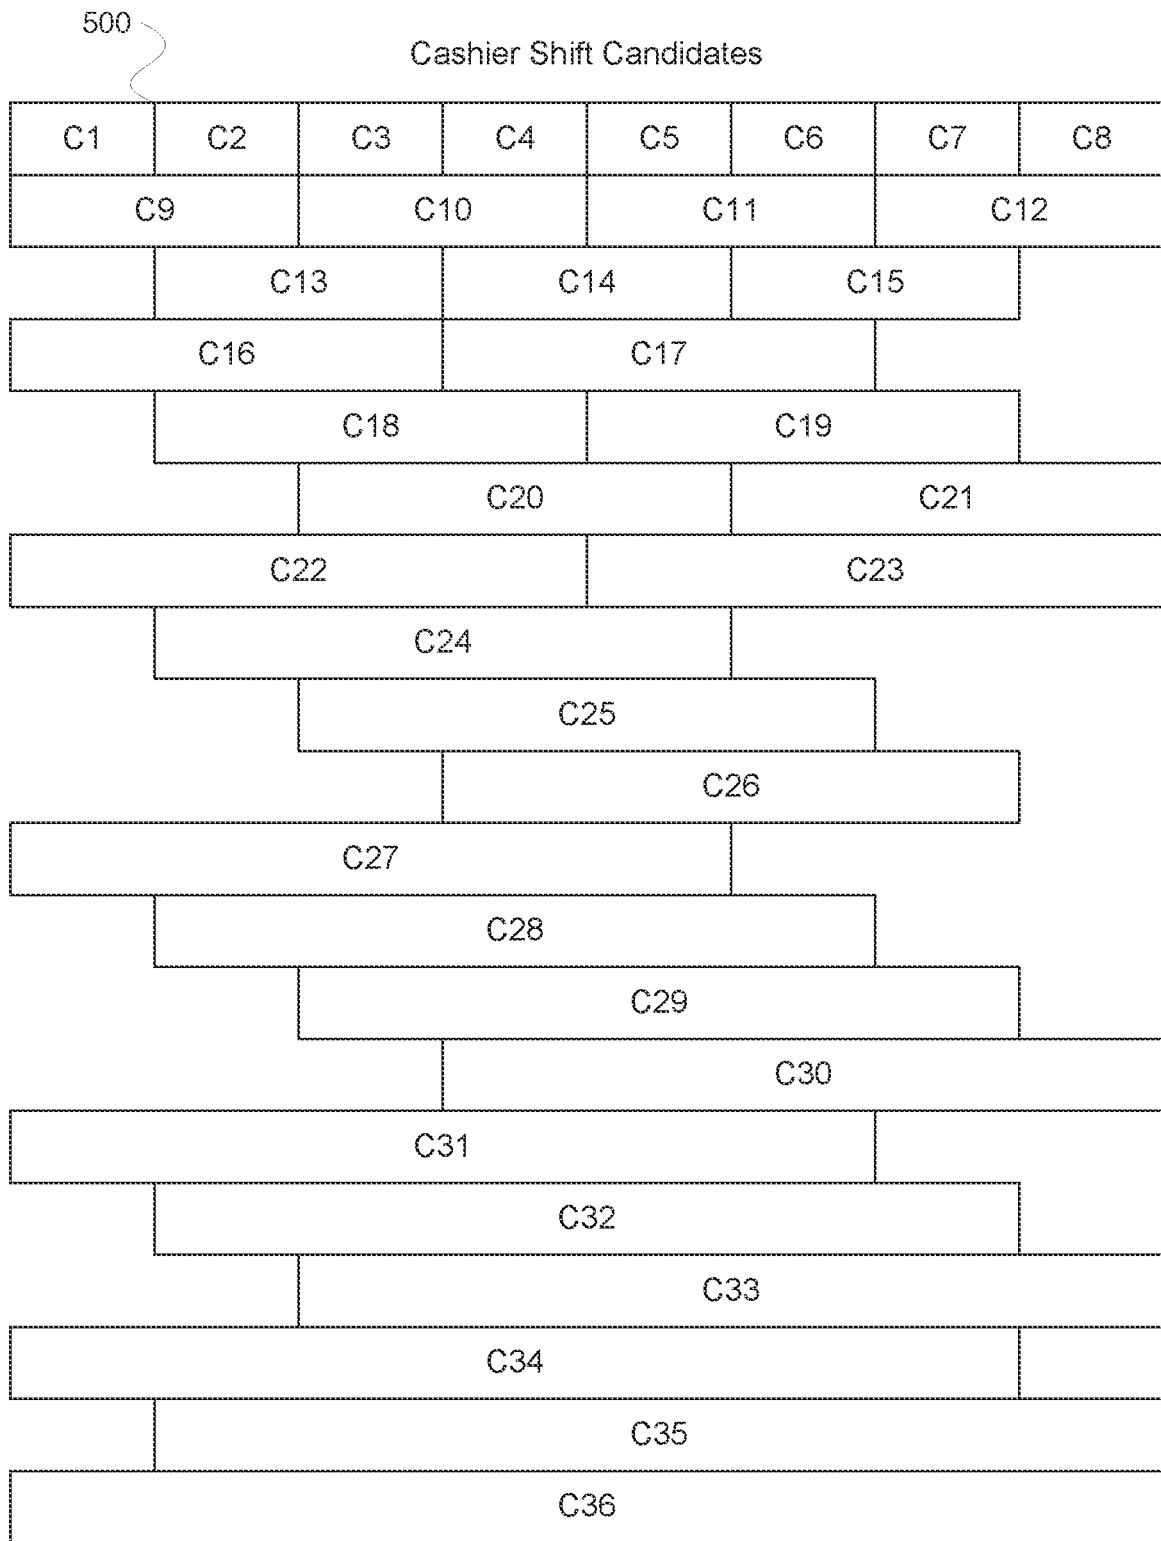 500
Cashier Shift Candidates
C1 C2 C3 C4 C5 C6 C7 C8
C9 C10 C11 C12
C13 C14 C15
C16 C17
C18 C19
C20 C21
C22 C23
C24
C25
C26
C27
C28
C29
C30
C31
C32
C33
C34
C35
C36